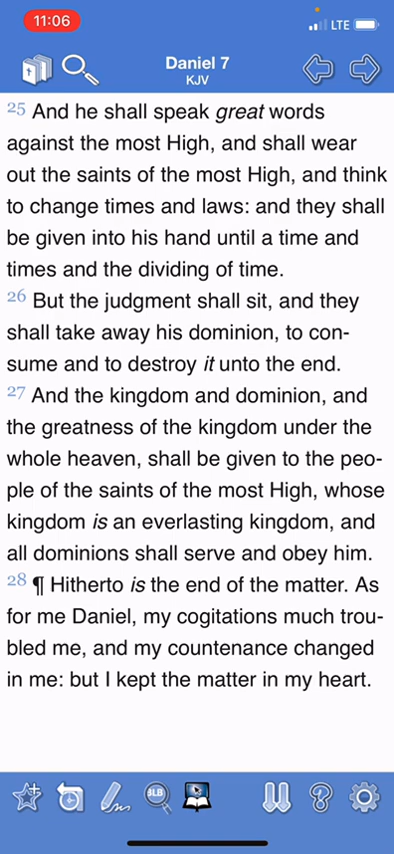 11:06
LTE
Daniel 7
KJV
25 And he shall speak great words
against the most High, and shall wear
out the saints of the most High, and think
to change times and laws: and they shall
be given into his hand until a time and
times and the dividing of time.
26 But the judgment shall sit, and they
shall take away his dominion, to con-
sume and to destroy it unto the end.
27 And the kingdom and dominion, and
the greatness of the kingdom under the
whole heaven, shall be given to the peo-
ple of the saints of the most High, whose
kingdom is an everlasting kingdom, and
all dominions shall serve and obey him.
28 ¶ Hitherto is the end of the matter. As
for me Daniel, my cogitations much trou-
bled me, and my countenance changed
in me: but I kept the matter in my heart.
BLB
?